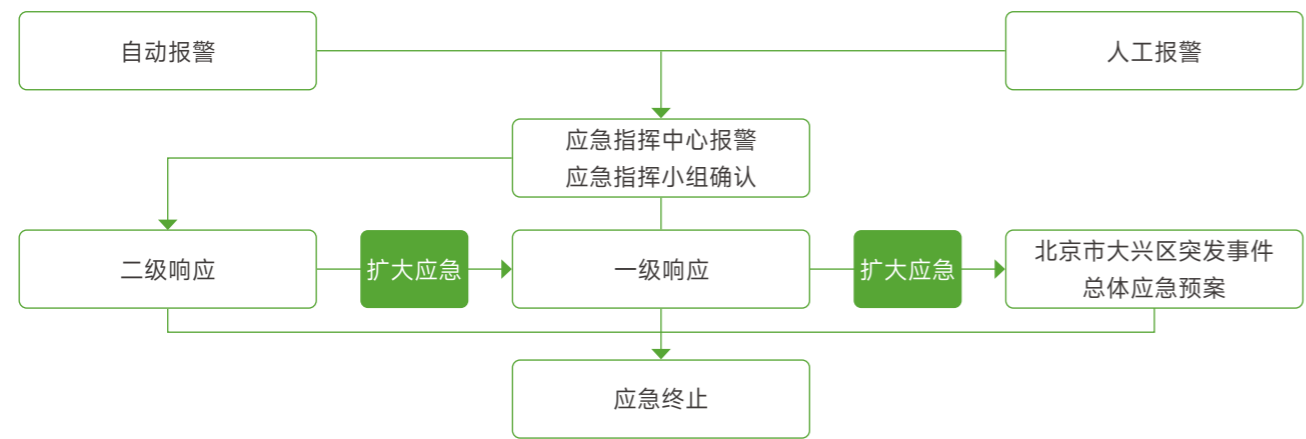 自动报警
人工报警
应急指挥中心报警
应急指挥小组确认
二级响应
扩大应急
一级响应
扩大应急
北京市大兴区突发事件
总体应急预案
应急终止